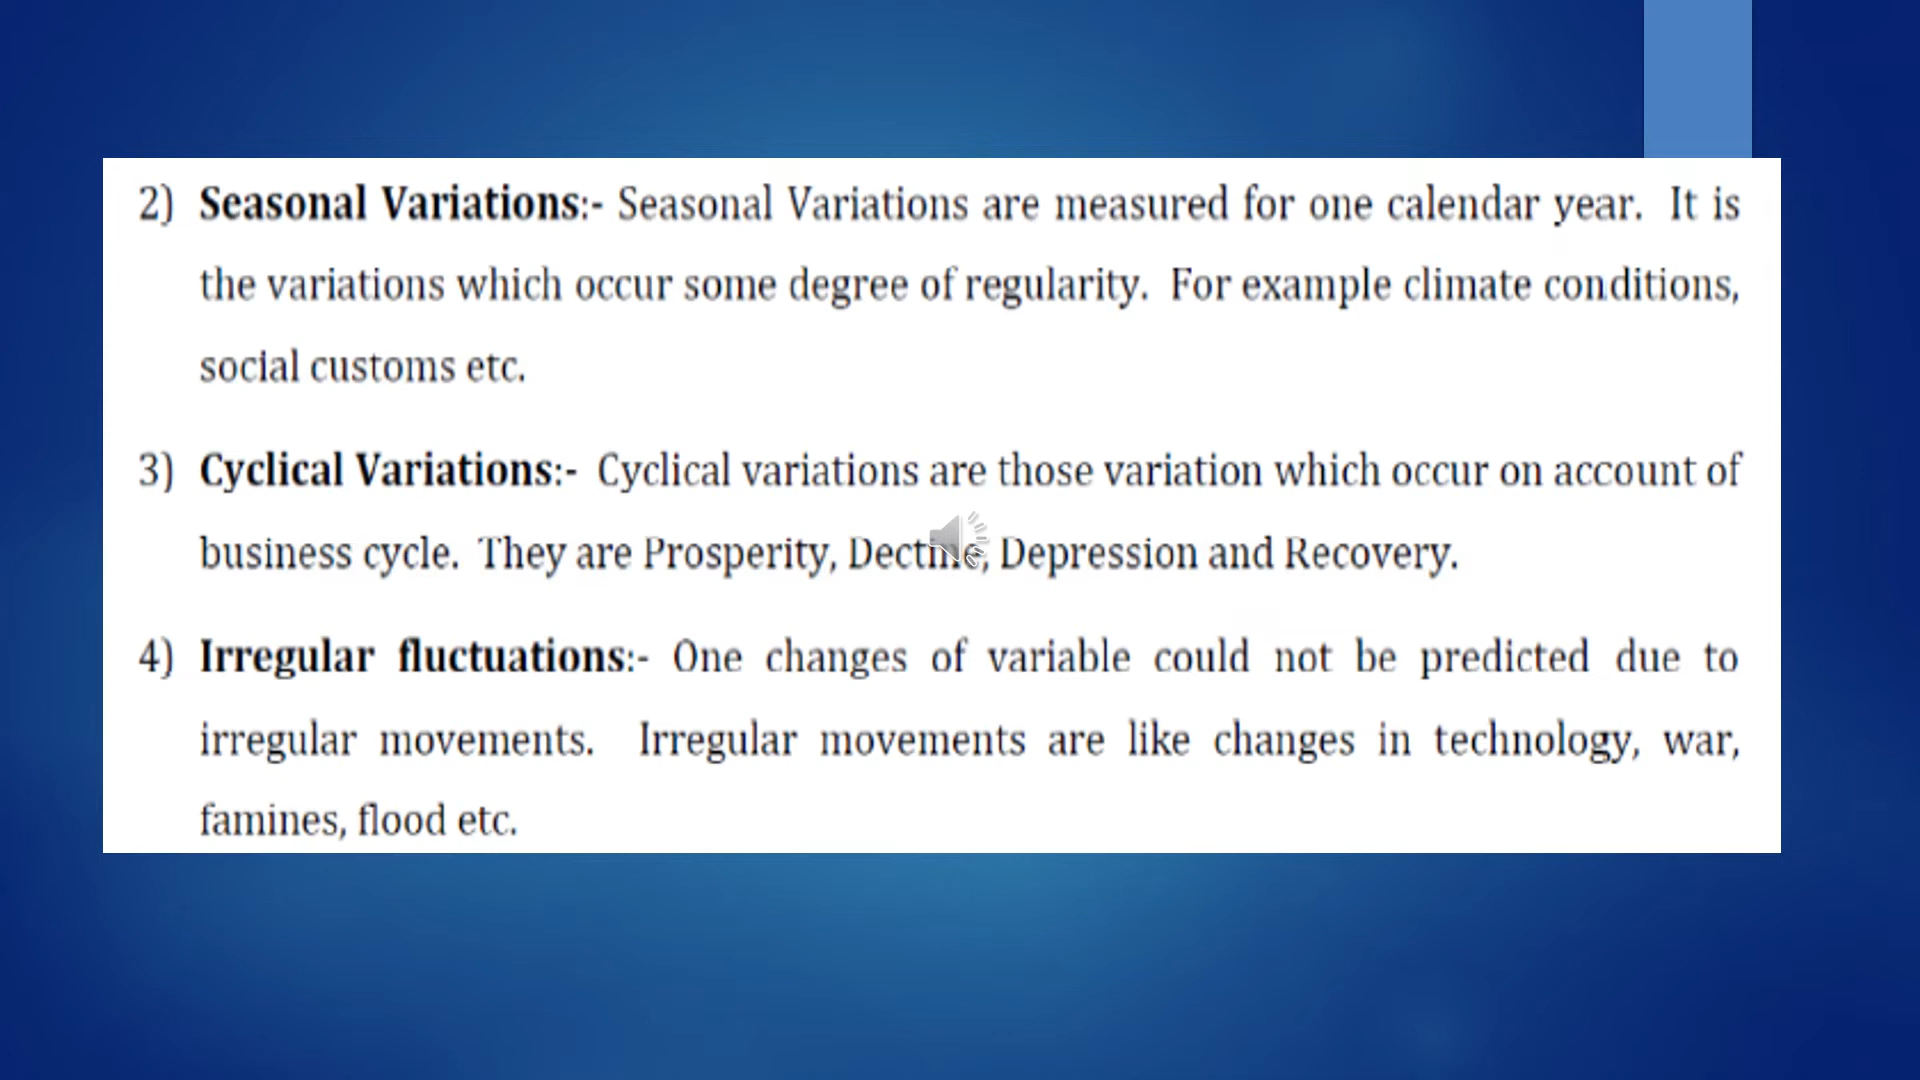 2) Seasonal Variations:- Seasonal Variations are measured for one calendar year. It is
the variations which occur some degree of regularity. For example climate conditions,
social customs etc.
3) Cyclical Variations:- Cyclical variations are those variation which occur on account of
business cycle. They are Prosperity, Dectine, Depression and Recovery.
4) Irregular fluctuations:- One changes of variable could not be predicted due to
irregular movements. Irregular movements are like changes in technology, war,
famines, flood etc.